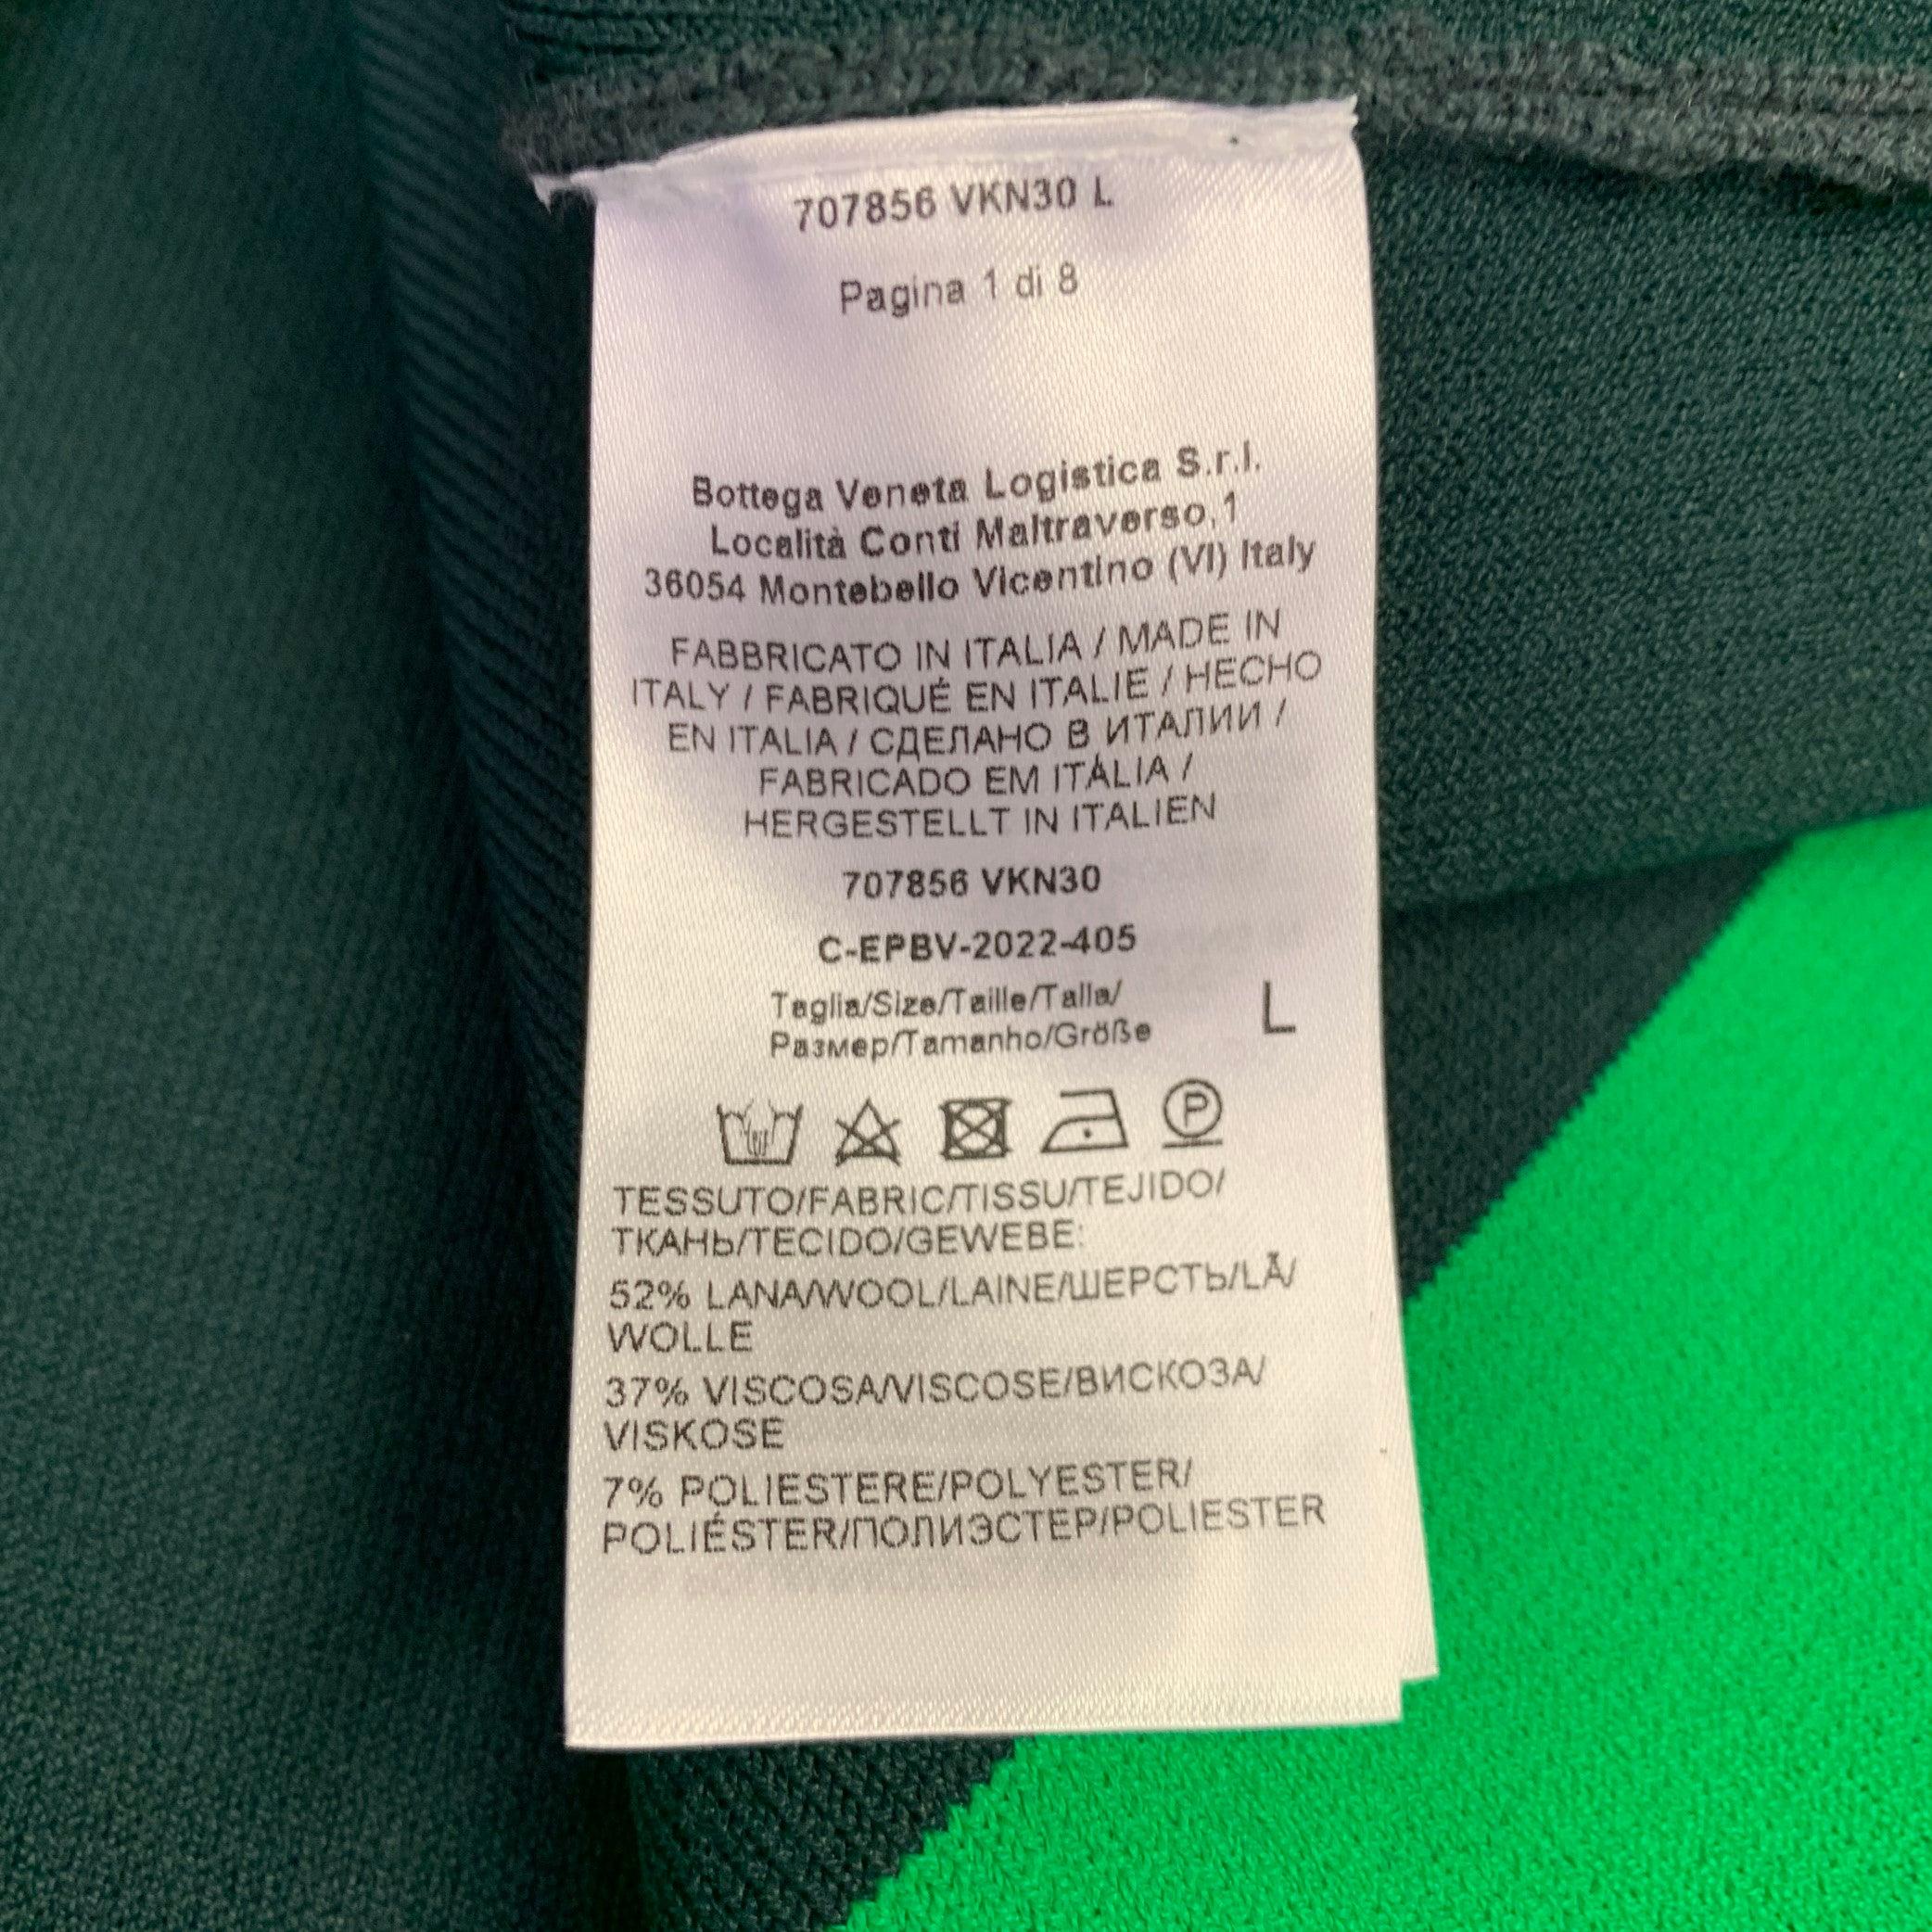 707856 VKN30 L
Pagina 1 di 8
Bottega Veneta Logistica S.r.l.
Località Conti Maltraverso,1
36054 Montebello Vicentino (VI) Italy
FABBRICATO IN ITALIA / MADE IN
ITALY / FABRIQUÉ EN ITALIE / HECHO
EN ITALIA / СДЕЛАНО В ИТАЛИИ /
FABRICADO EM ITÁLIA /
HERGESTELLT IN ITALIEN
707856 VKN30
C-EPBV-2022-405
Taglia/Size/Taille/Talla/
Размер/Tamanho/Größe
L
P
TESSUTO/FABRIC/TISSU/TEJIDO/
ТКАНЬ/TECIDO/GEWEBE:
52% LANA/WOOL/LAINE/ШЕРСТЬ/LÃ/
WOLLE
37% VISCOSA/VISCOSE/ВИСКОЗА/
VISKOSE
7% POLIESTERE/POLYESTER/
POLIÉSTER/ПОЛИЭСТЕР/POLIESTER